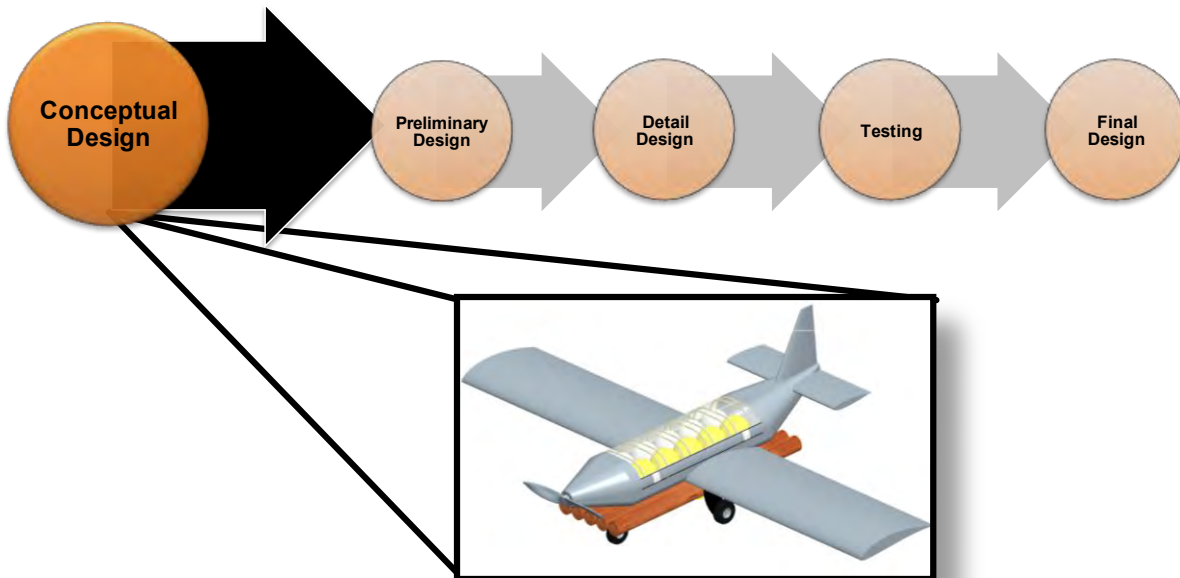 Conceptual
Design
Preliminary
Design
Detail
Design
Testing
Final
Design